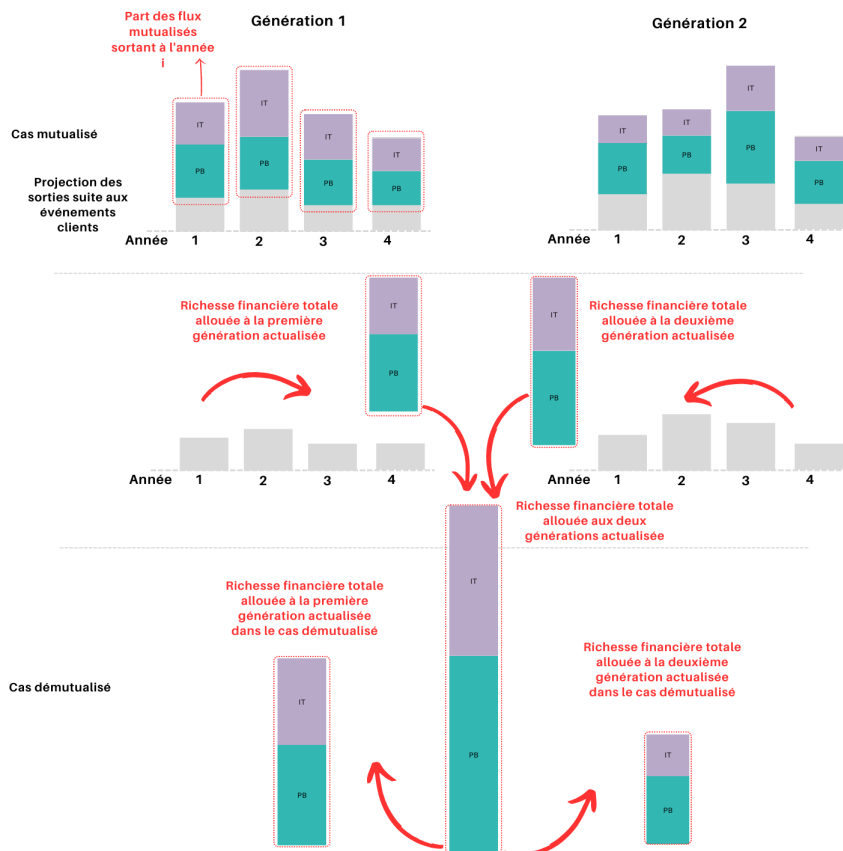 Part des flux
mutualisés
sortant à l'année
i
Génération 1
Génération 2
IT
PB
IT
PB
IT
PB
IT
PB
IT
PB
IT
PB
IT
PB
IT
PB
Cas mutualisé
Projection des
sorties suite aux
événements
clients
Année 1 2 3 4
1 2 3 4
Richesse financière totale
allouée à la première
génération actualisée
IT
PB
IT
PB
Richesse financière totale
allouée à la deuxième
génération actualisée
Année 1 2 3 4
Année 1 2 3 4
Richesse financière totale
allouée aux deux
générations actualisée
IT
PB
Richesse financière totale
allouée à la première
génération actualisée
dans le cas démutualisé
Richesse financière totale
allouée à la deuxième
génération actualisée
dans le cas démutualisé
Cas démutualisé
IT
PB
IT
PB